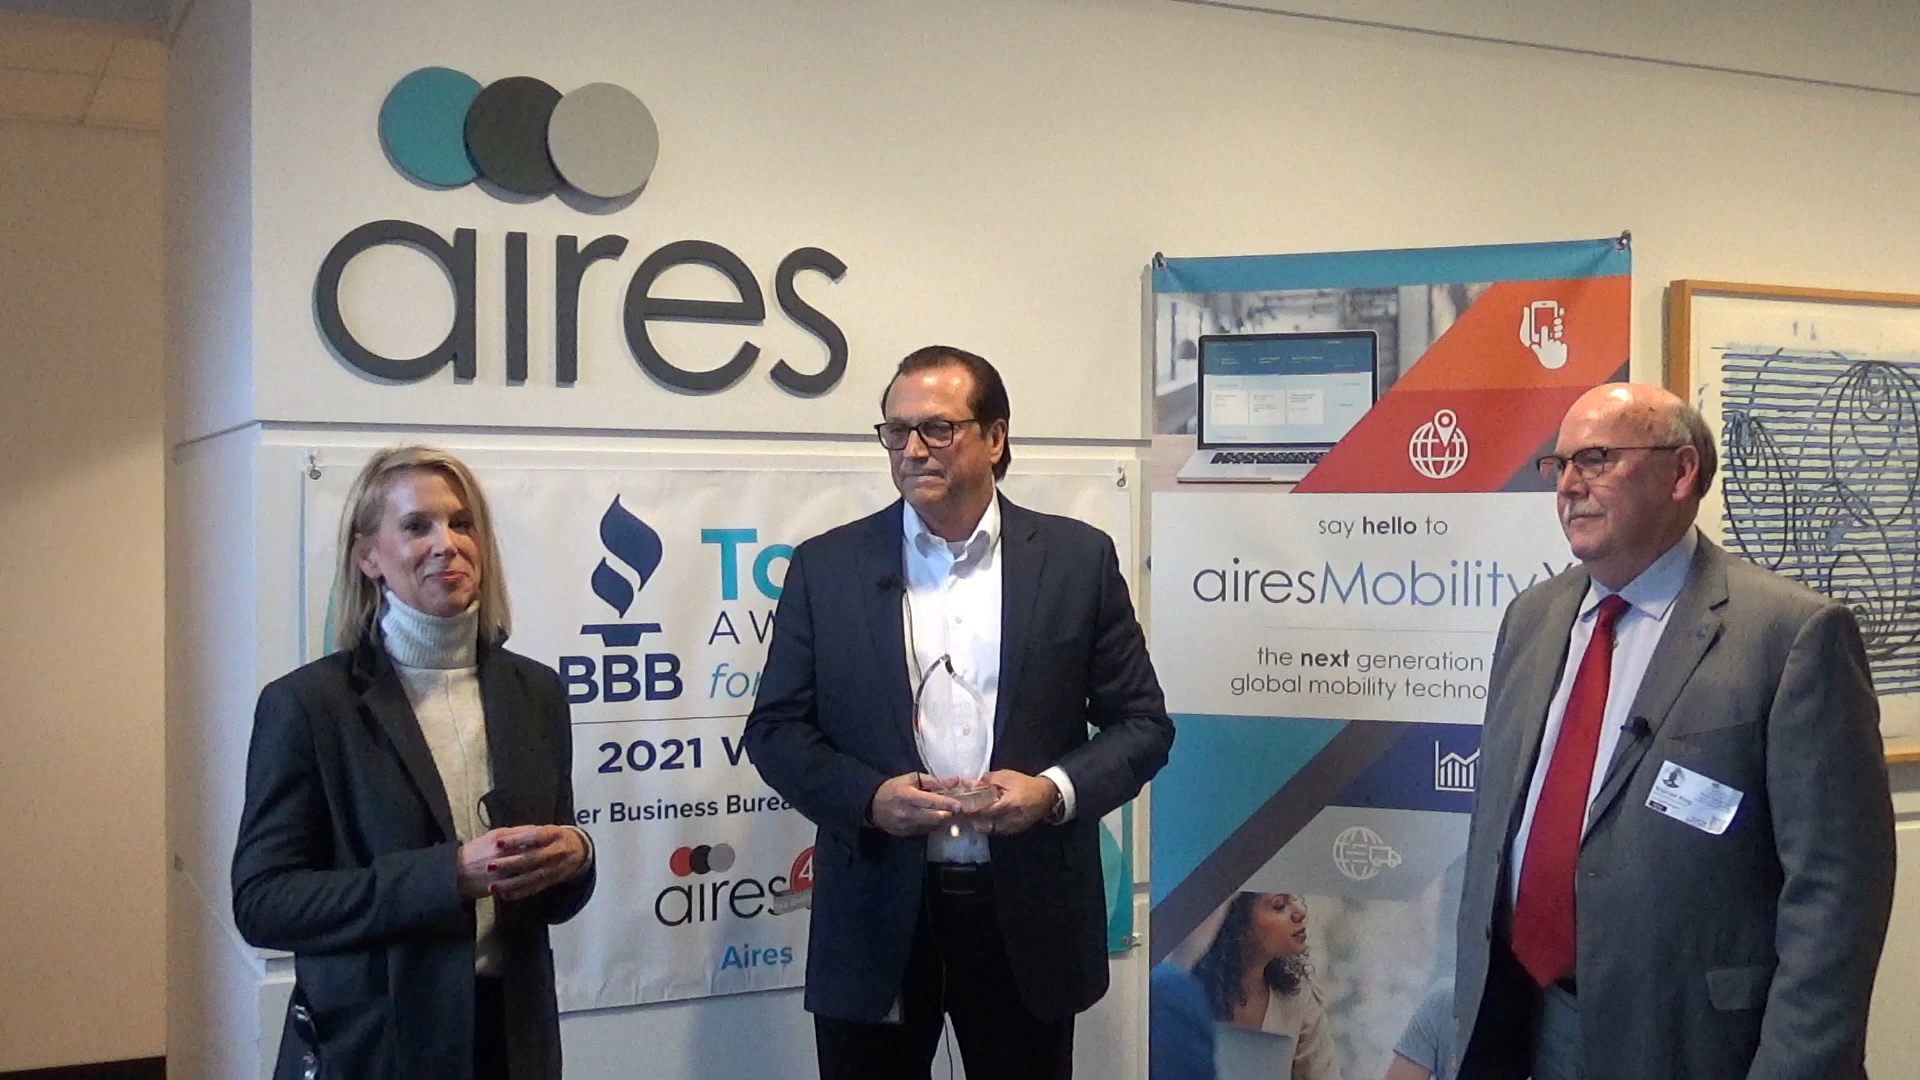 aires
BBB
AW
for
2021 W
er Business Burea
aires
4
Aires
say hello to
airesMobility
the next generation
global mobility techno